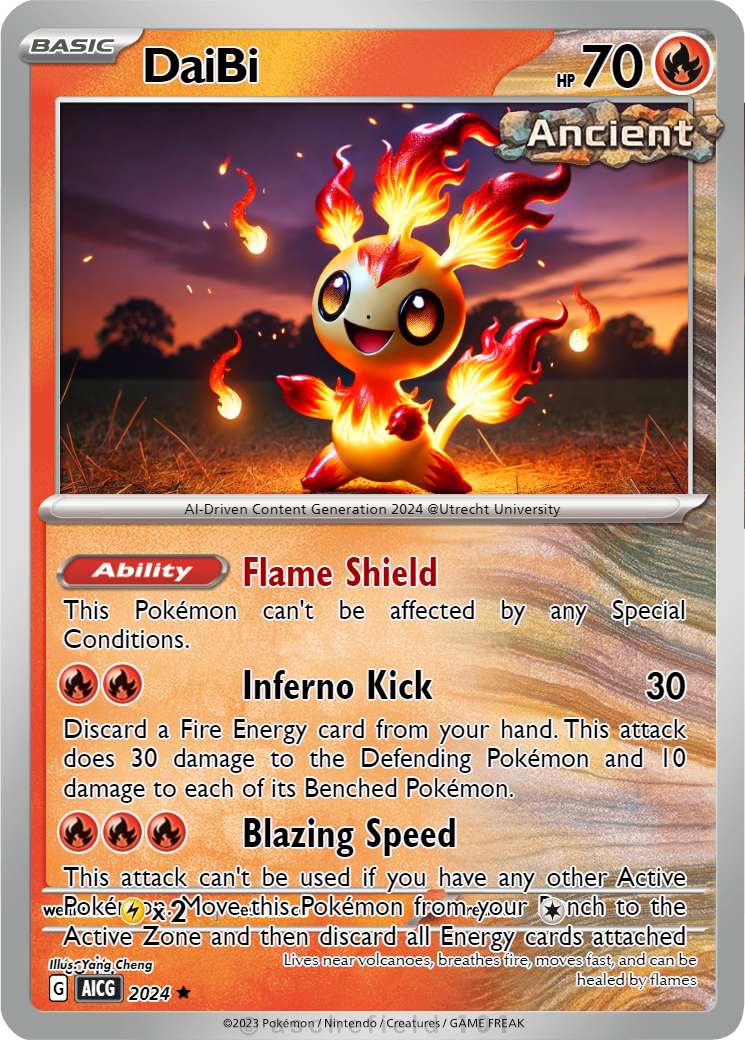 BASIC DaiBi HP 70
Ancient
AI-Driven Content Generation 2024 @Utrecht University
Ability Flame Shield
This Pokémon can't be affected by any Special
Conditions.
Inferno Kick 30
Discard a Fire Energy card from your hand. This attack
does 30 damage to the Defending Pokémon and 10
damage to each of its Benched Pokémon.
Blazing Speed
This attack can't be used if you have any other Active
x2
Move this Pokémon from your to the
Active Zone and then discard all Energy cards attached
Illus. Yang Cheng
Lives near volcanoes, breathes fire, moves fast, and can be
healed by flames
G AICG 2024 ★
©2023 Pokémon / Nintendo / Creatures / GAME FREAK